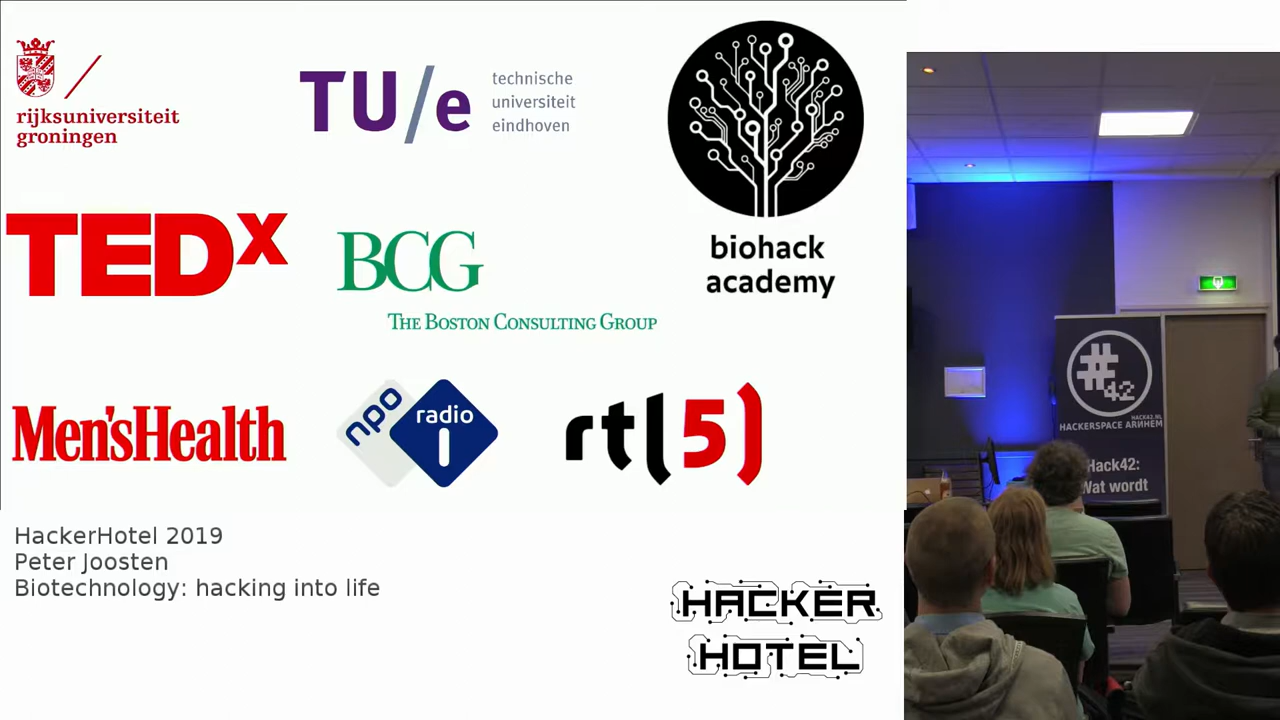 rijksuniversiteit
groningen
TU/e
technische
universiteit
eindhoven
biohack
academy
TEDx
BCG
THE BOSTON CONSULTING GROUP
Men'sHealth
npo
radio
1
rtl(5)
HackerHotel 2019
Peter Joosten
Biotechnology: hacking into life
HACKER
HOTEL
#42
HACK42.NL
HACKERSPACE ARNHEM
Hack42:
Wat wordt